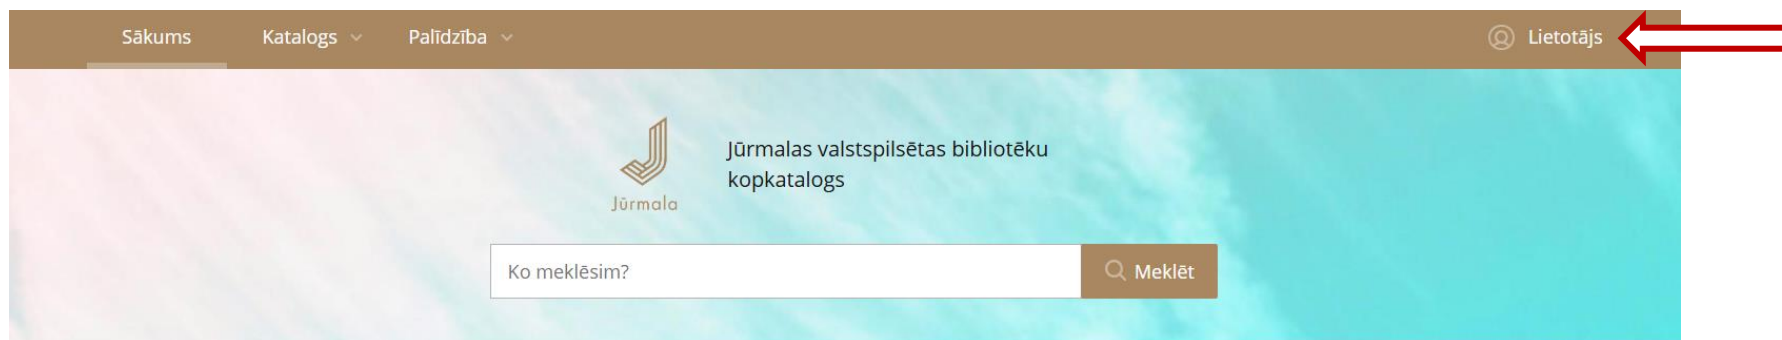 Sākums Katalogs Palīdzība Lietotājs
Jūrmalas valstspilsētas bibliotēku
kopkatalogs
Jūrmala
Ko meklēsim? Meklēt